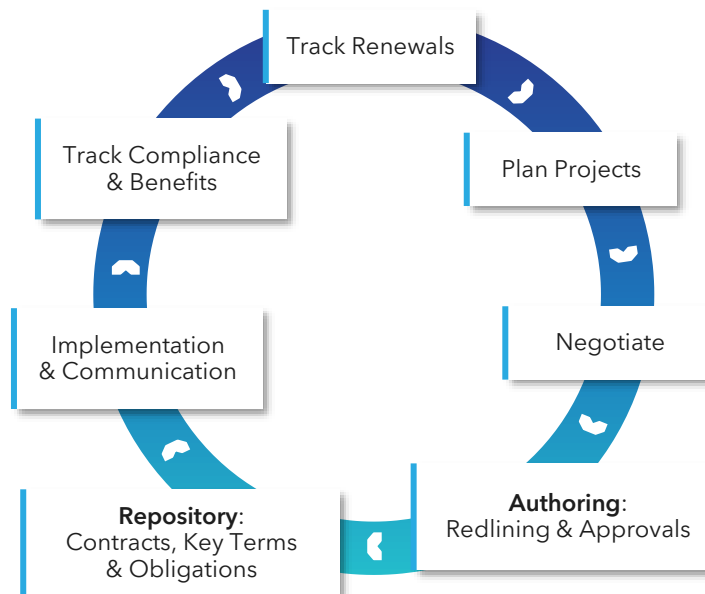 Track Renewals
Plan Projects
Negotiate
Authoring:
Redlining & Approvals
Repository:
Contracts, Key Terms
& Obligations
Implementation
& Communication
Track Compliance
& Benefits